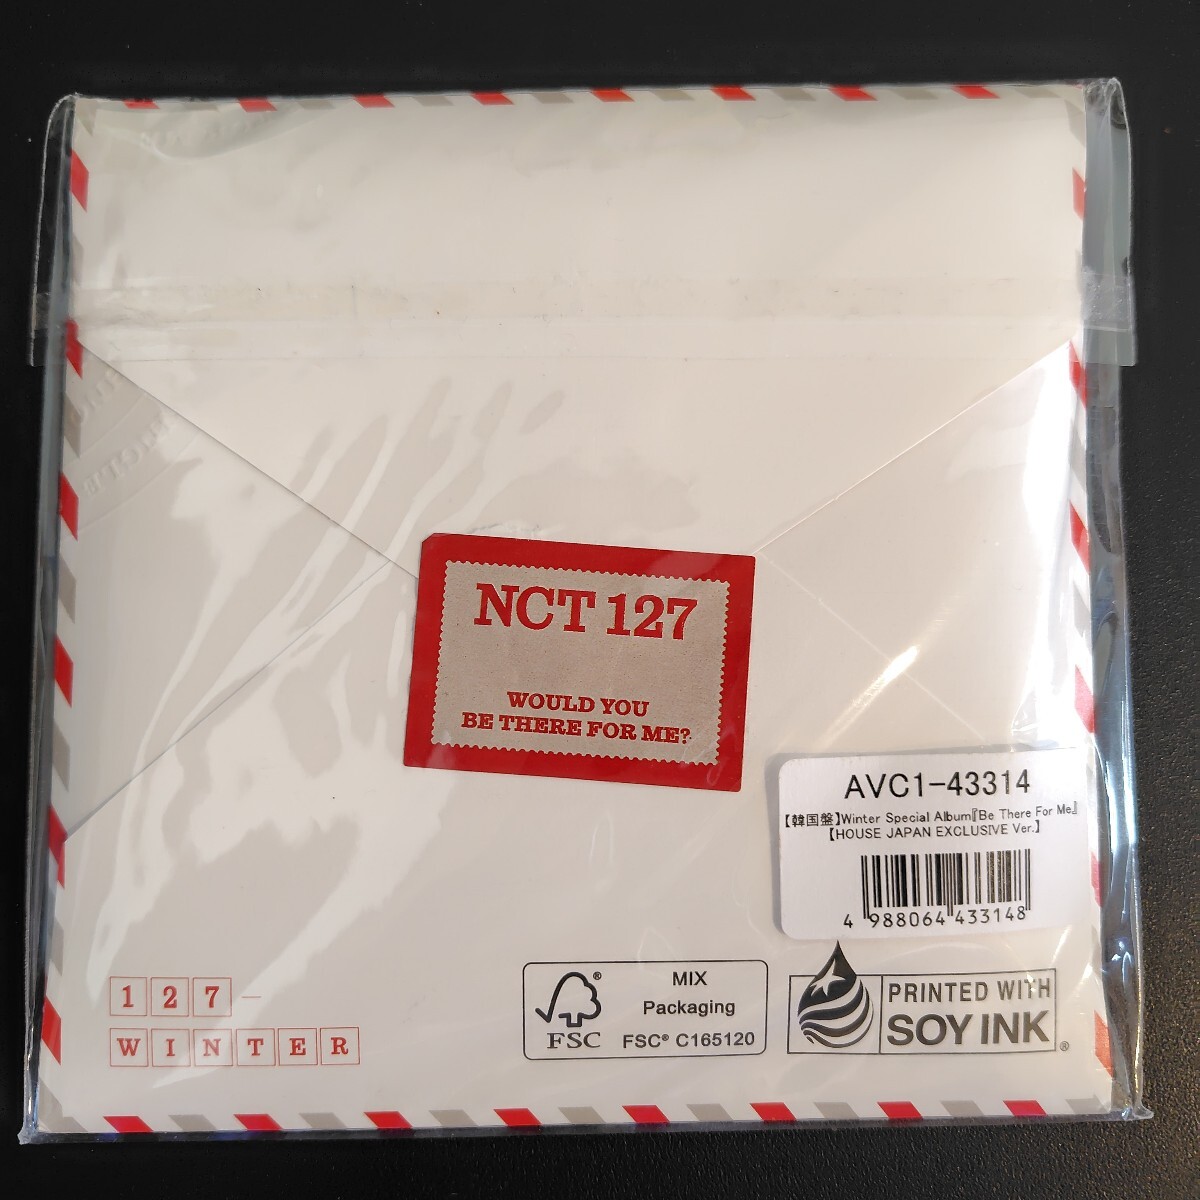 NCT 127
WOULD YOU
BE THERE FOR ME?
AVC1-43314
【韓国盤】Winter Special Album『Be There For Me』
【HOUSE JAPAN EXCLUSIVE Ver.】
4 988064 433148
127-
WINTER
FSC
MIX
Packaging
FSC® C165120
PRINTED WITH
SOY INK®